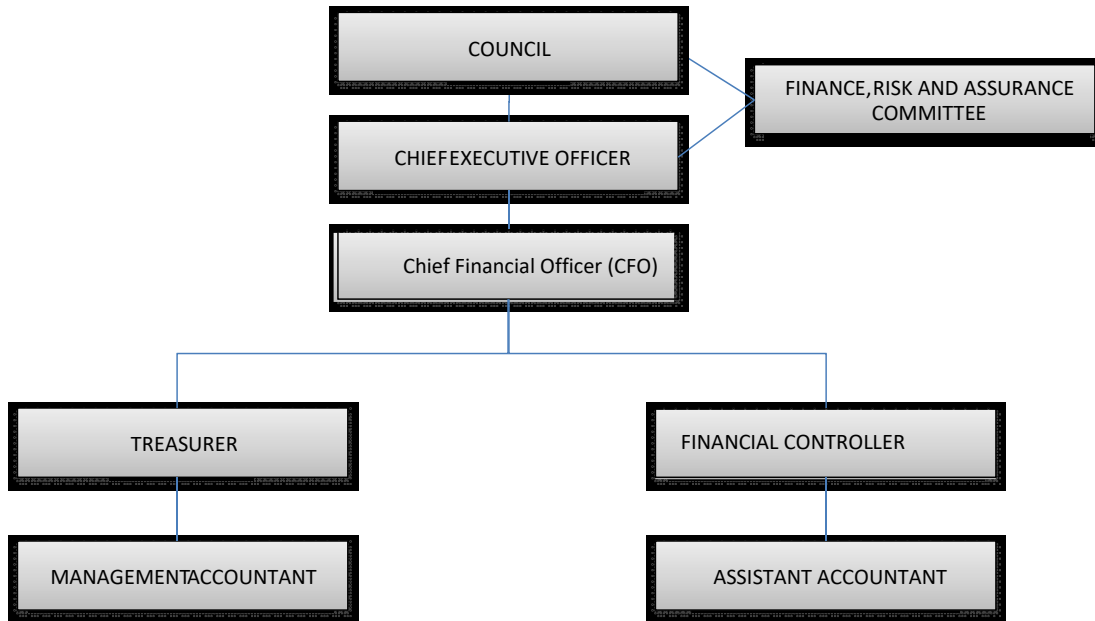 COUNCIL
FINANCE,RISK AND ASSURANCE
COMMITTEE
CHIEFEXECUTIVE OFFICER
Chief Financial Officer (CFO)
TREASURER
FINANCIAL CONTROLLER
MANAGEMENTACCOUNTANT
ASSISTANT ACCOUNTANT